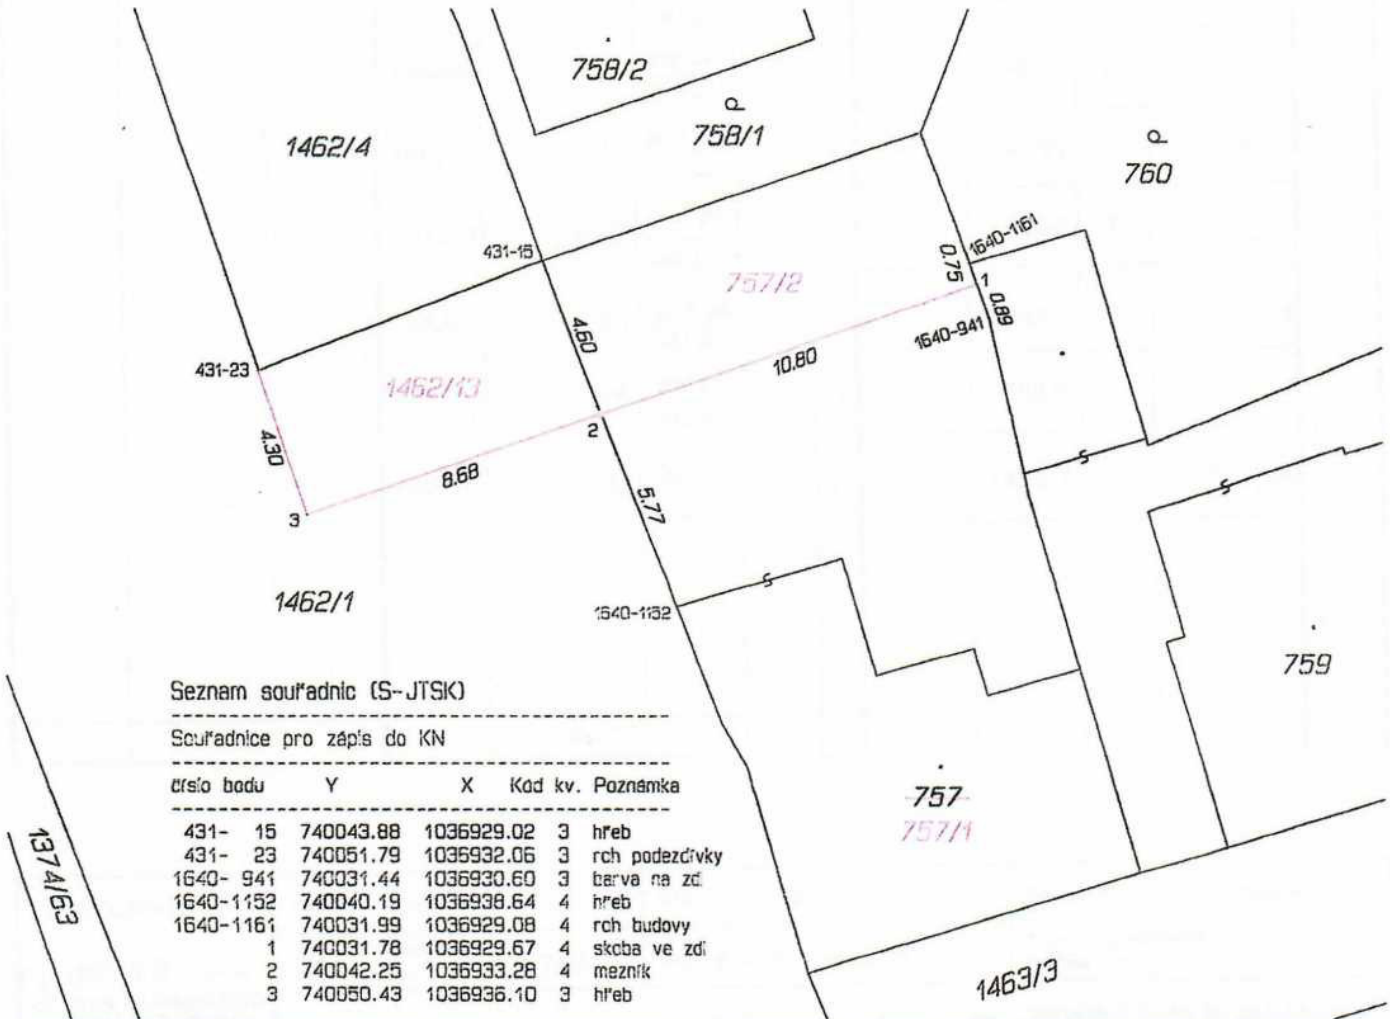 758/2
758/1
1462/4
760
431-15
1640-1161
0.75
757/2
1
0.89
4.60
1640-941
10.80
431-23
1462/13
4.30
2
8.68
5.77
3
1462/1
1640-1152
759
Seznam souřadnic (S-JTSK)
Souřadnice pro zápis do KN
číslo bodu Y X Kód kv. Poznámka
431- 15 740043.88 1036929.02 3 hřeb
431- 23 740051.79 1036932.06 3 roh podezdívky
1640- 941 740031.44 1036930.60 3 barva na zdi
1640-1152 740040.19 1036938.64 4 hřeb
1640-1161 740031.99 1036929.08 4 roh budovy
1 740031.78 1036929.67 4 skoba ve zdi
2 740042.25 1036933.28 4 mezník
3 740050.43 1036936.10 3 hřeb
757
757/1
1374/63
1463/3